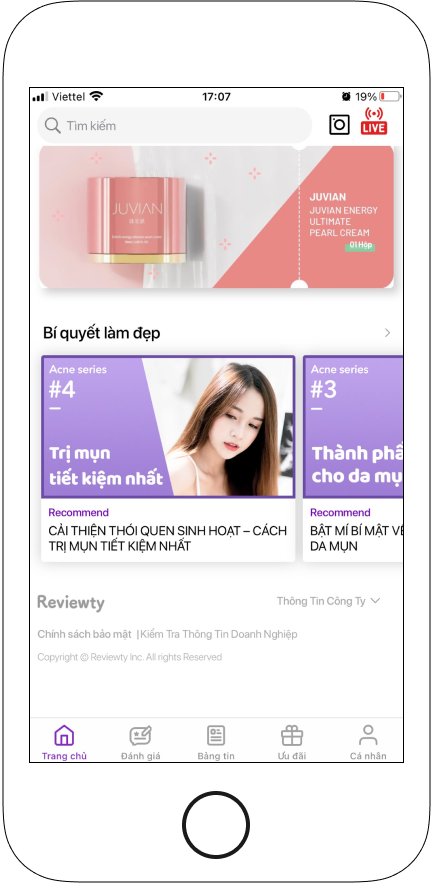 Viettel
17:07
19%
Tìm kiếm
LIVE
JUVIAN
JUVIAN
JUVIAN ENERGY
ULTIMATE
PEARL CREAM
01 Hộp
Bí quyết làm đẹp
Acne series
#4
Trị mụn
tiết kiệm nhất
Recommend
CẢI THIỆN THÓI QUEN SINH HOẠT – CÁCH
TRỊ MỤN TIẾT KIỆM NHẤT
Acne series
#3
Thành phầ
cho da mụ
Recommend
BẬT MÍ BÍ MẬT VỀ
DA MỤN
Reviewty
Thông Tin Công Ty
Chính sách bảo mật |Kiểm Tra Thông Tin Doanh Nghiệp
Copyright © Reviewty Inc. All rights Reserved
Trang chủ
Đánh giá
Bảng tin
Ưu đãi
Cá nhân